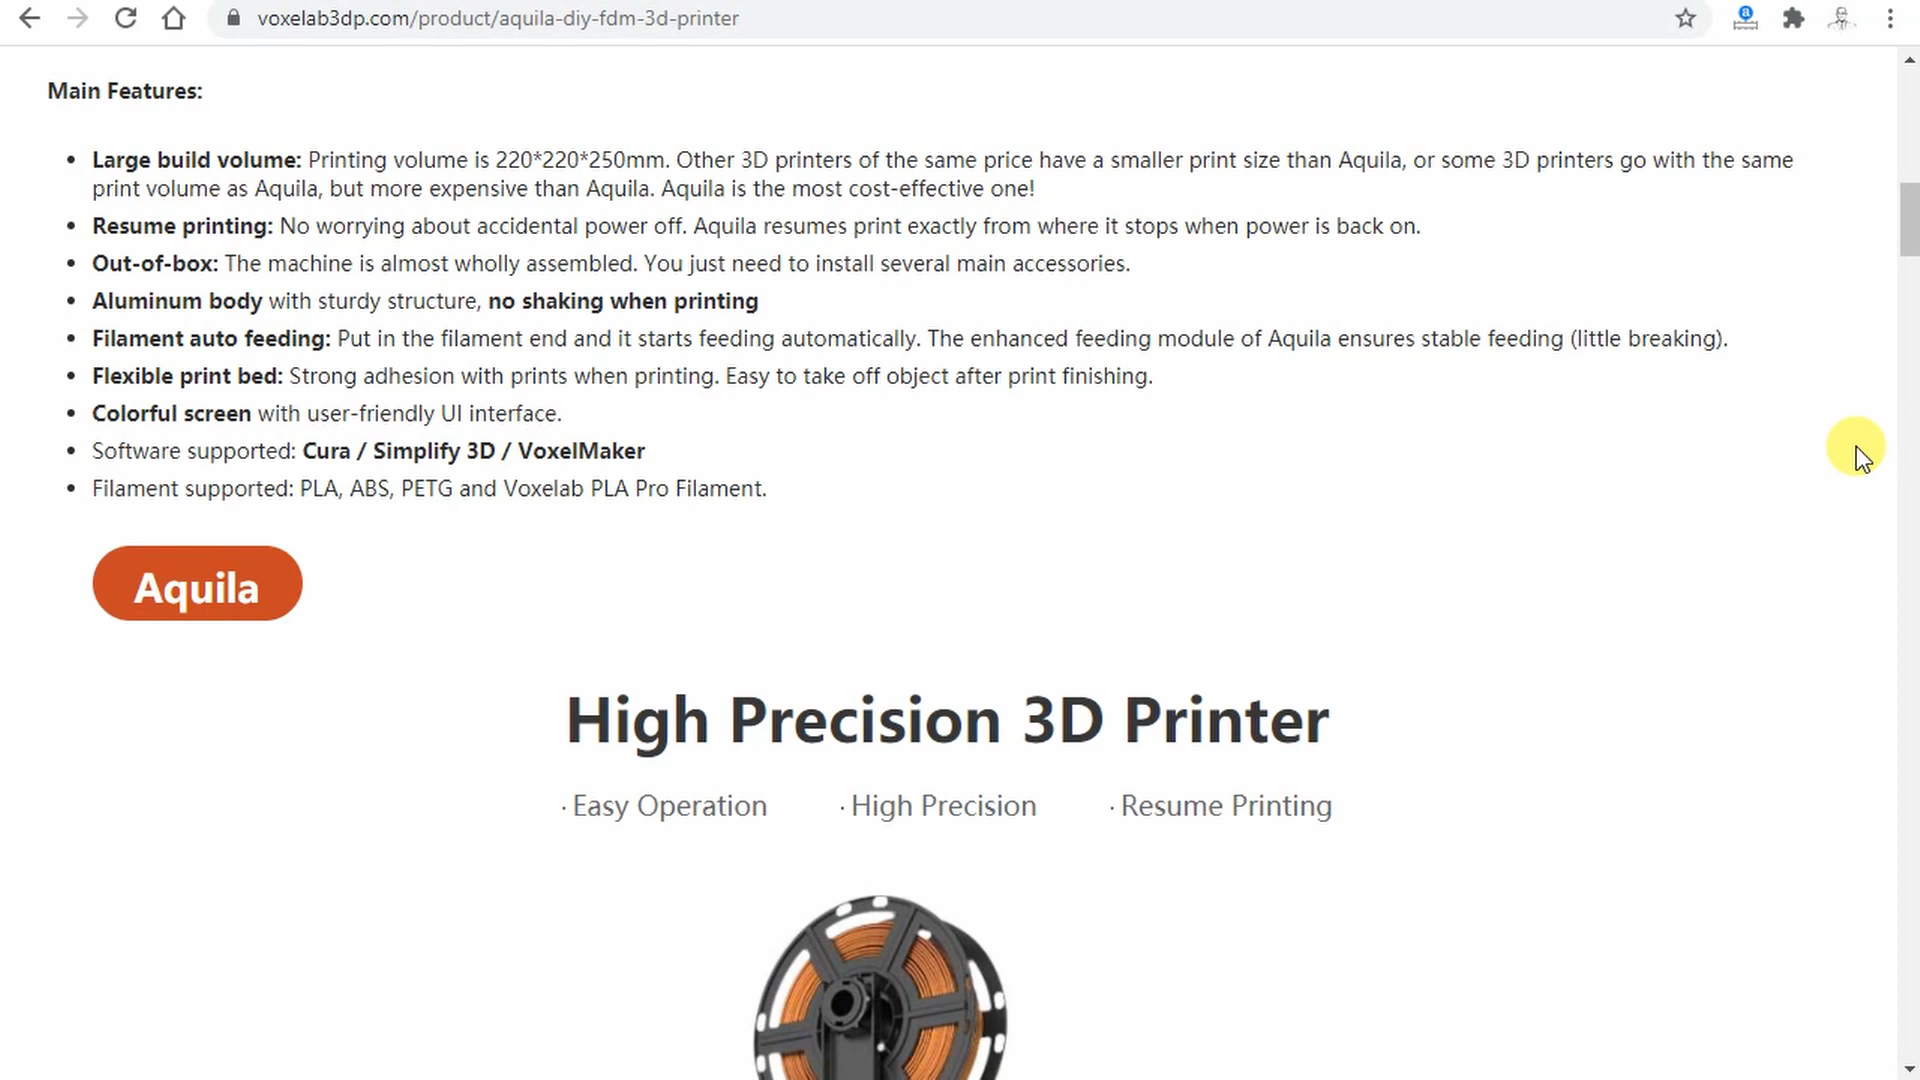 voxelab3dp.com/product/aquila-diy-fdm-3d-printer
Main Features:
• Large build volume: Printing volume is 220*220*250mm. Other 3D printers of the same price have a smaller print size than Aquila, or some 3D printers go with the same
print volume as Aquila, but more expensive than Aquila. Aquila is the most cost-effective one!
• Resume printing: No worrying about accidental power off. Aquila resumes print exactly from where it stops when power is back on.
• Out-of-box: The machine is almost wholly assembled. You just need to install several main accessories.
• Aluminum body with sturdy structure, no shaking when printing
• Filament auto feeding: Put in the filament end and it starts feeding automatically. The enhanced feeding module of Aquila ensures stable feeding (little breaking).
• Flexible print bed: Strong adhesion with prints when printing. Easy to take off object after print finishing.
• Colorful screen with user-friendly UI interface.
• Software supported: Cura / Simplify 3D / VoxelMaker
• Filament supported: PLA, ABS, PETG and Voxelab PLA Pro Filament.
Aquila
High Precision 3D Printer
· Easy Operation · High Precision · Resume Printing